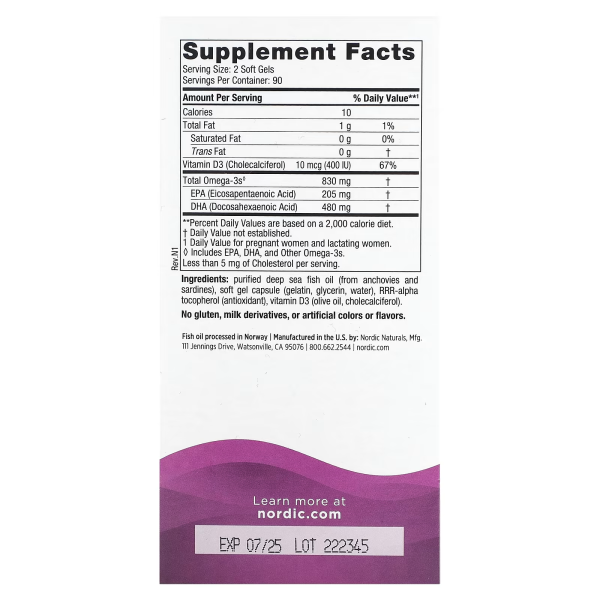 Supplement Facts
Serving Size: 2 Soft Gels
Servings Per Container: 90
Amount Per Serving % Daily Value**¹
Calories 10
Total Fat 1 g 1%
Saturated Fat 0 g 0%
Trans Fat 0 g †
Vitamin D3 (Cholecalciferol) 10 mcg (400 IU) 67%
Total Omega-3s◊ 830 mg †
EPA (Eicosapentaenoic Acid) 205 mg †
DHA (Docosahexaenoic Acid) 480 mg †
**Percent Daily Values are based on a 2,000 calorie diet.
† Daily Value not established.
1 Daily Value for pregnant women and lactating women.
◊ Includes EPA, DHA, and Other Omega-3s.
Less than 5 mg of Cholesterol per serving.
Rev.N1
Ingredients: purified deep sea fish oil (from anchovies and
sardines), soft gel capsule (gelatin, glycerin, water), RRR-alpha
tocopherol (antioxidant), vitamin D3 (olive oil, cholecalciferol).
No gluten, milk derivatives, or artificial colors or flavors.
Fish oil processed in Norway | Manufactured in the U.S. by: Nordic Naturals, Mfg.
111 Jennings Drive, Watsonville, CA 95076 | 800.662.2544 | nordic.com
Learn more at
nordic.com
EXP 07/25 LOT 222345